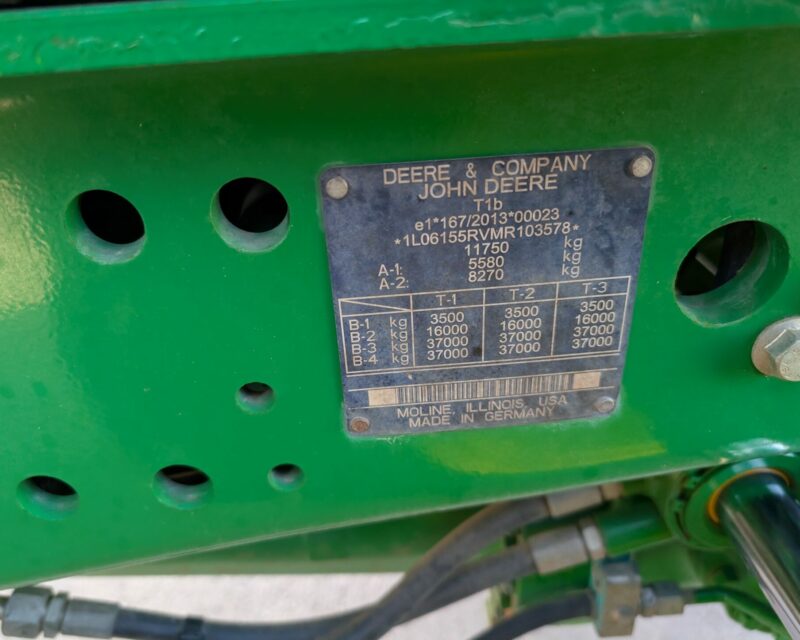 DEERE & COMPANY
JOHN DEERE
T1b
e1*167/2013*00023
*1L06155RVMR103578*
11750 kg
A-1: 5580 kg
A-2: 8270 kg
T-1 T-2 T-3
B-1 kg 3500 3500 3500
B-2 kg 16000 16000 16000
B-3 kg 37000 37000 37000
B-4 kg 37000 37000 37000
MOLINE, ILLINOIS, USA
MADE IN GERMANY